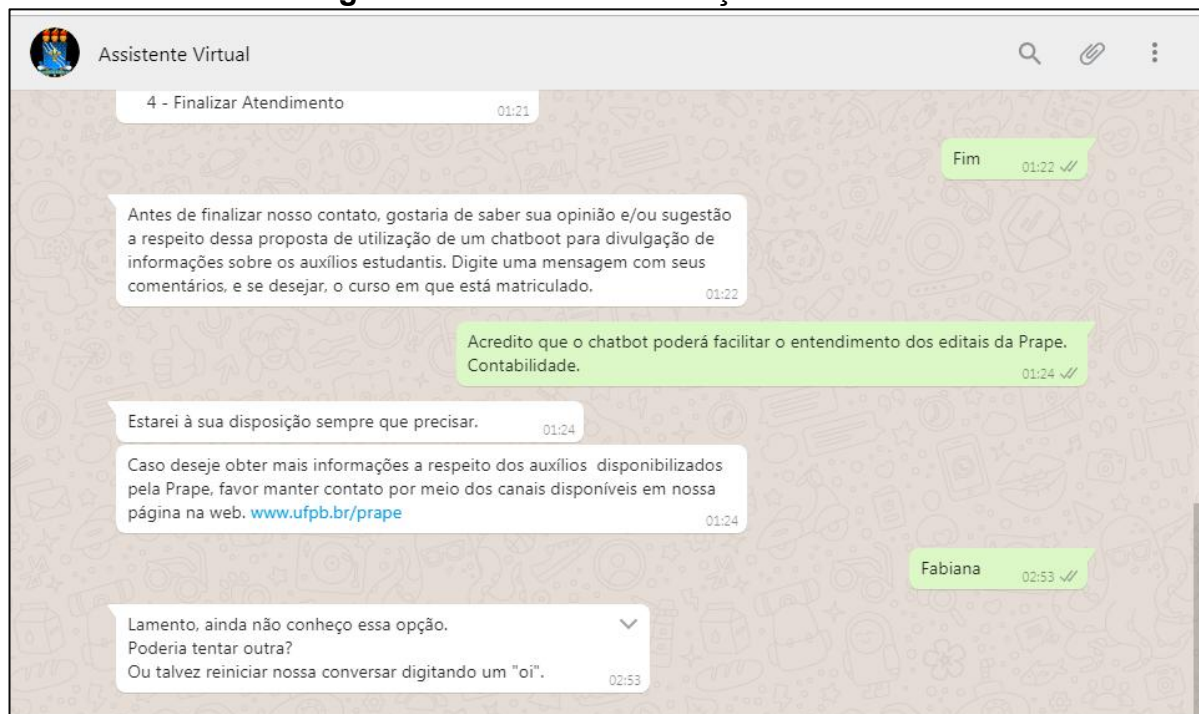 Assistente Virtual
4 - Finalizar Atendimento
01:21
Fim
01:22
Antes de finalizar nosso contato, gostaria de saber sua opinião e/ou sugestão
a respeito dessa proposta de utilização de um chatboot para divulgação de
informações sobre os auxílios estudantis. Digite uma mensagem com seus
comentários, e se desejar, o curso em que está matriculado.
01:22
Acredito que o chatbot poderá facilitar o entendimento dos editais da Prape.
Contabilidade.
01:24
Estarei à sua disposição sempre que precisar.
01:24
Caso deseje obter mais informações a respeito dos auxílios disponibilizados
pela Prape, favor manter contato por meio dos canais disponíveis em nossa
página na web. www.ufpb.br/prape
01:24
Fabiana
02:53
Lamento, ainda não conheço essa opção.
Poderia tentar outra?
Ou talvez reiniciar nossa conversar digitando um "oi".
02:53